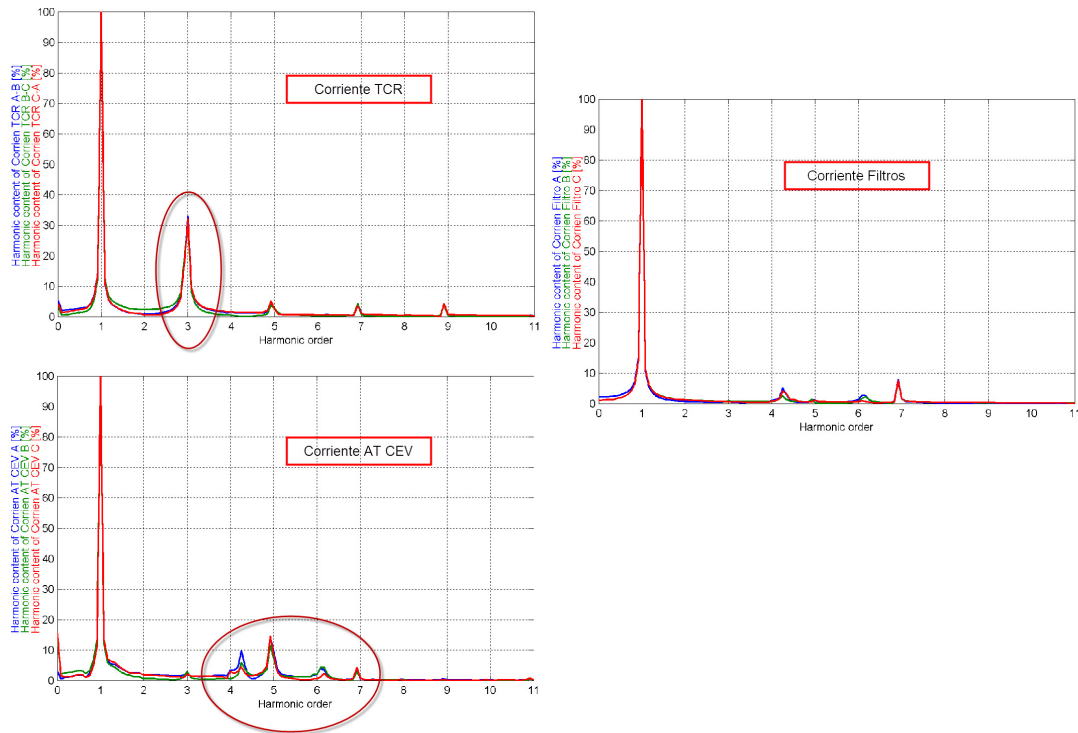 Corriente TCR
Harmonic content of Corrien TCR A-B [%]
Harmonic content of Corrien TCR B-C [%]
Harmonic content of Corrien TCR C-A [%]
100
90
80
70
60
50
40
30
20
10
0
0 1 2 3 4 5 6 7 8 9 10 11
Harmonic order
Corriente AT CEV
Harmonic content of Corrien AT CEV A [%]
Harmonic content of Corrien AT CEV B [%]
Harmonic content of Corrien AT CEV C [%]
100
90
80
70
60
50
40
30
20
10
0
0 1 2 3 4 5 6 7 8 9 10 11
Harmonic order
Corriente Filtros
Harmonic content of Corrien Filtro A [%]
Harmonic content of Corrien Filtro B [%]
Harmonic content of Corrien Filtro C [%]
100
90
80
70
60
50
40
30
20
10
0
0 1 2 3 4 5 6 7 8 9 10 11
Harmonic order